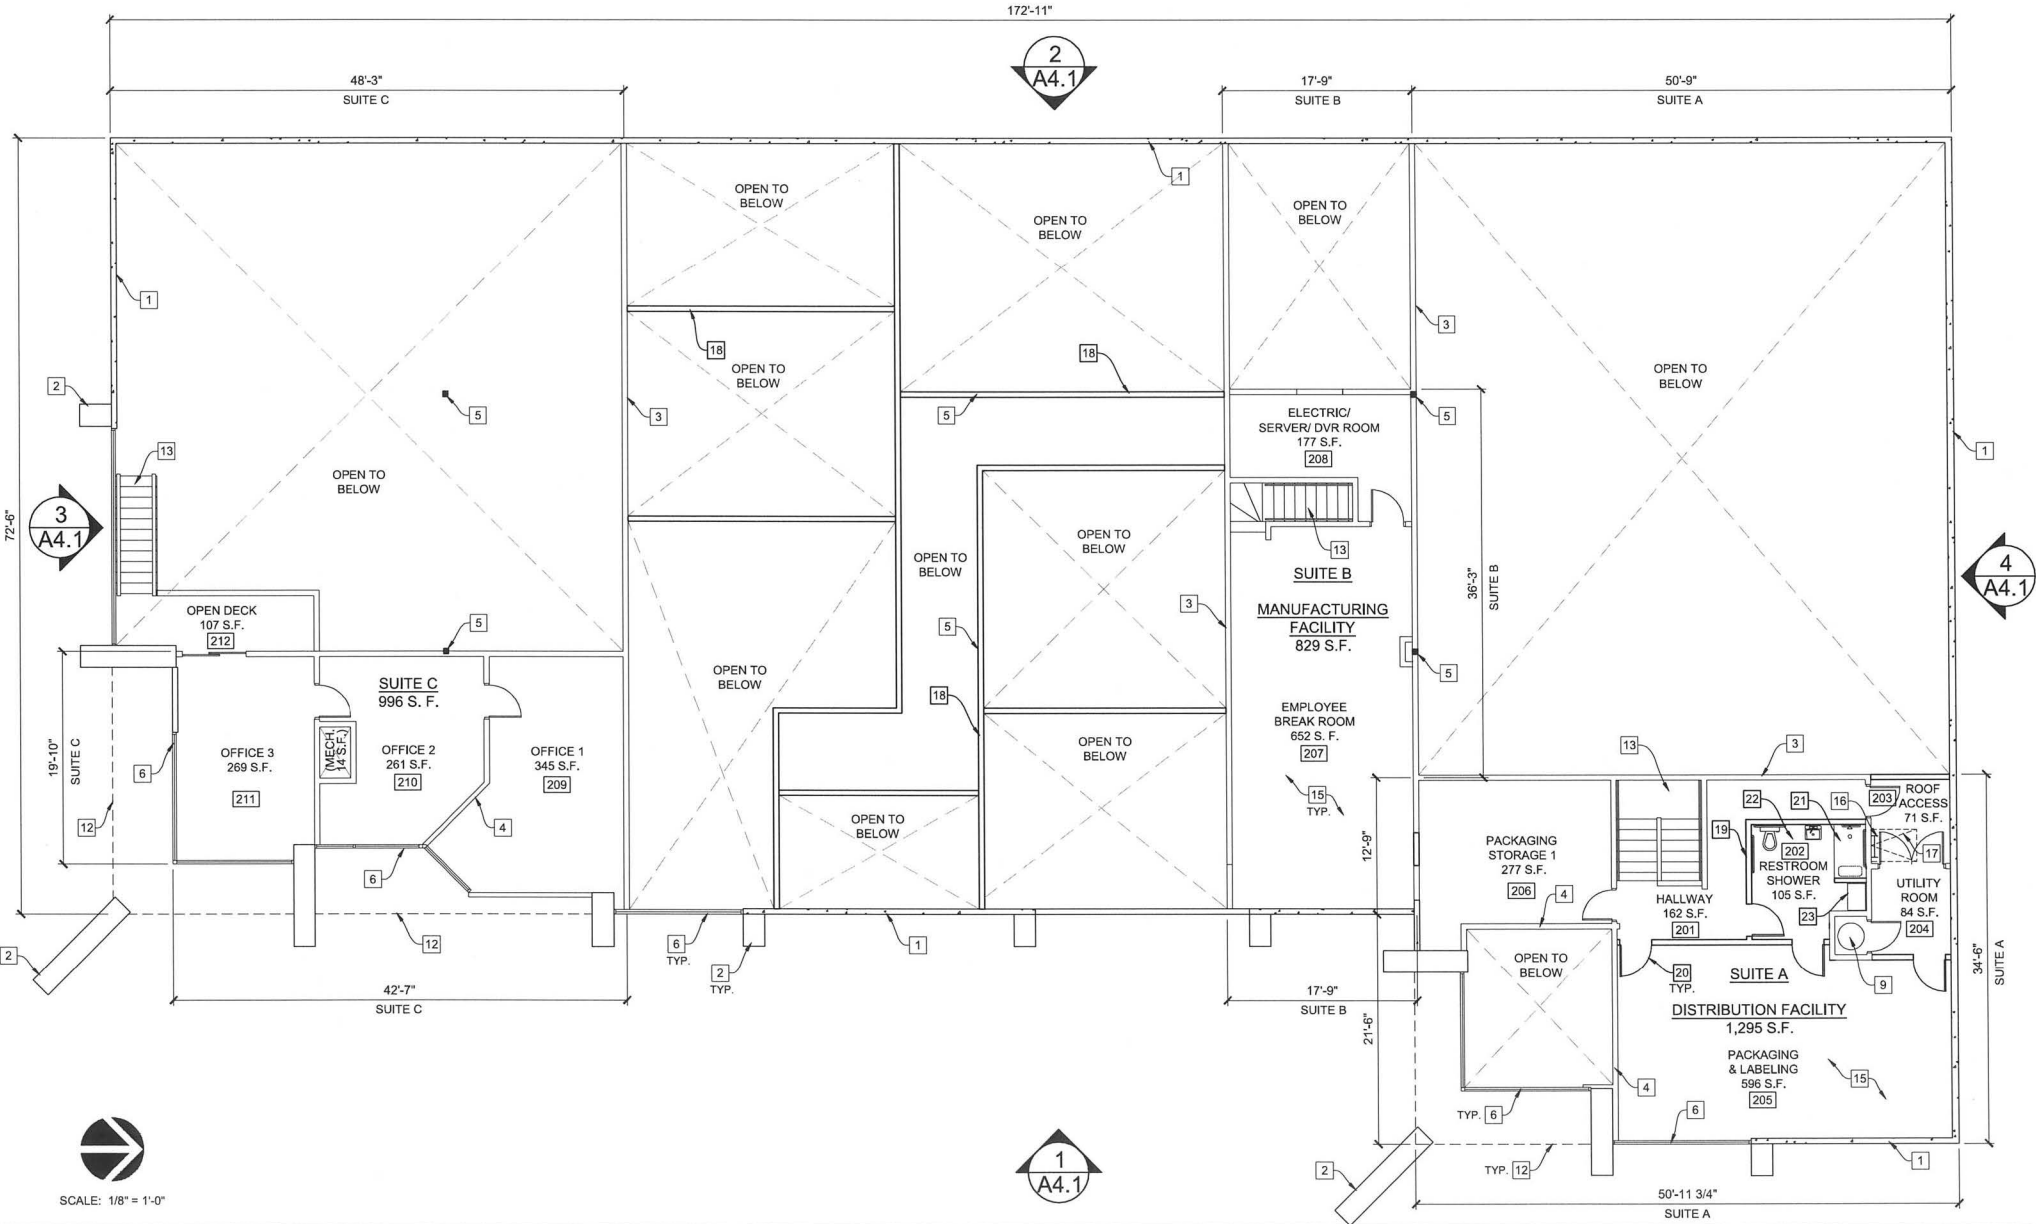 172'-11"
2
A4.1
48'-3"
SUITE C
17'-9"
SUITE B
50'-9"
SUITE A
1
OPEN TO
BELOW
OPEN TO
BELOW
OPEN TO
BELOW
1
3
18
OPEN TO
BELOW
18
OPEN TO
BELOW
2
5
3
5
ELECTRIC/
SERVER/ DVR ROOM
177 S.F.
208
5
1
13
OPEN TO
BELOW
72'-6"
3
A4.1
OPEN TO
BELOW
OPEN TO
BELOW
13
SUITE B
36'-3"
SUITE B
4
A4.1
OPEN DECK
107 S.F.
212
5
5
3
MANUFACTURING
FACILITY
829 S.F.
SUITE C
996 S. F.
OPEN TO
BELOW
18
5
19'-10"
SUITE C
6
OFFICE 3
269 S.F.
211
(MECH.
14 S.F.)
OFFICE 2
261 S.F.
210
OFFICE 1
345 S.F.
209
OPEN TO
BELOW
EMPLOYEE
BREAK ROOM
652 S. F.
207
13
3
12
4
OPEN TO
BELOW
15
TYP.
12'-9"
22
21
16
203
ROOF
ACCESS
71 S.F.
PACKAGING
STORAGE 1
277 S.F.
206
19
202
RESTROOM
SHOWER
105 S.F.
17
6
4
HALLWAY
162 S.F.
201
23
UTILITY
ROOM
84 S.F.
204
2
12
6
TYP.
2
TYP.
1
OPEN TO
BELOW
20
TYP.
SUITE A
9
34'-6"
SUITE A
42'-7"
SUITE C
17'-9"
SUITE B
21'-6"
DISTRIBUTION FACILITY
1,295 S.F.
PACKAGING
& LABELING
596 S.F.
205
4
15
TYP. 6
6
1
A4.1
2
TYP. 12
1
SCALE: 1/8" = 1'-0"
50'-11 3/4"
SUITE A